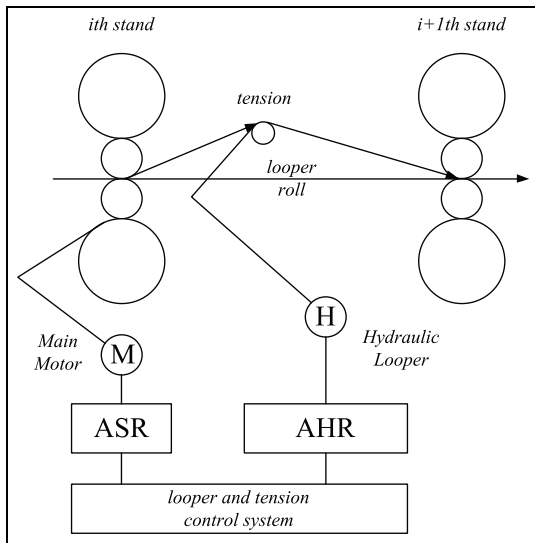 ith stand
i+1th stand
tension
looper
roll
H
Main
Motor
M
Hydraulic
Looper
ASR
AHR
looper and tension
control system